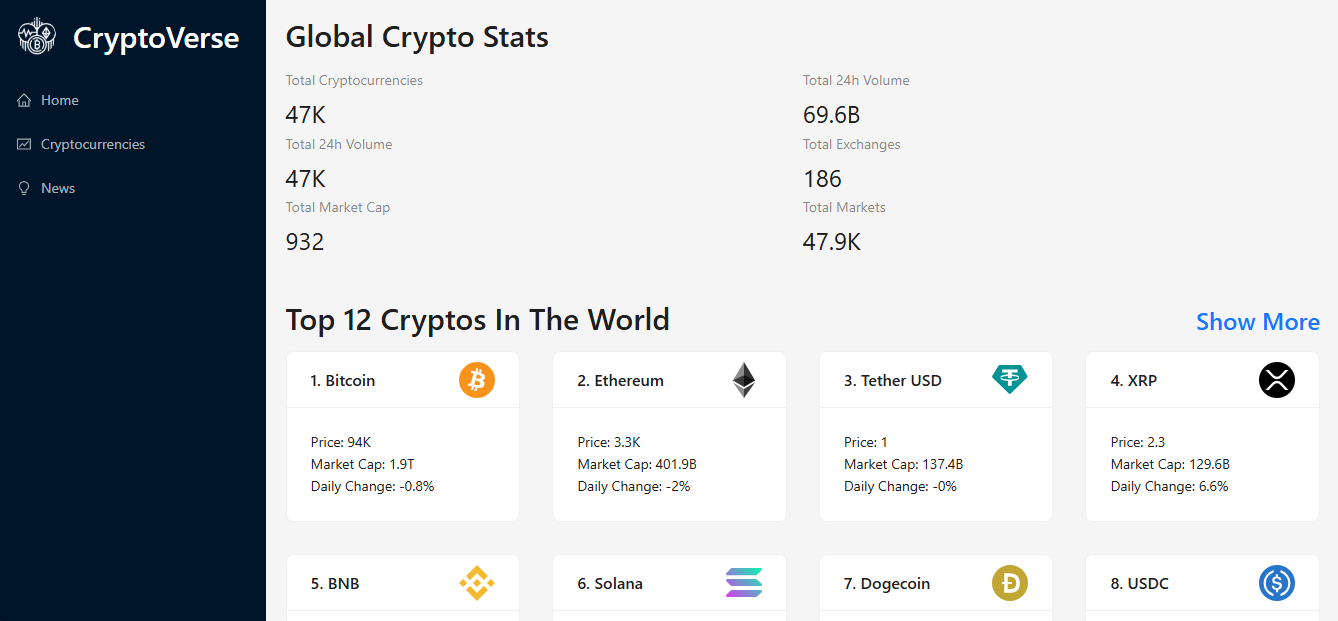 CryptoVerse
Home
Cryptocurrencies
News
Global Crypto Stats
Total Cryptocurrencies
47K
Total 24h Volume
69.6B
Total 24h Volume
47K
Total Exchanges
186
Total Market Cap
932
Total Markets
47.9K
Top 12 Cryptos In The World
Show More
1. Bitcoin
Price: 94K
Market Cap: 1.9T
Daily Change: -0.8%
2. Ethereum
Price: 3.3K
Market Cap: 401.9B
Daily Change: -2%
3. Tether USD
Price: 1
Market Cap: 137.4B
Daily Change: -0%
4. XRP
Price: 2.3
Market Cap: 129.6B
Daily Change: 6.6%
5. BNB
6. Solana
7. Dogecoin
8. USDC